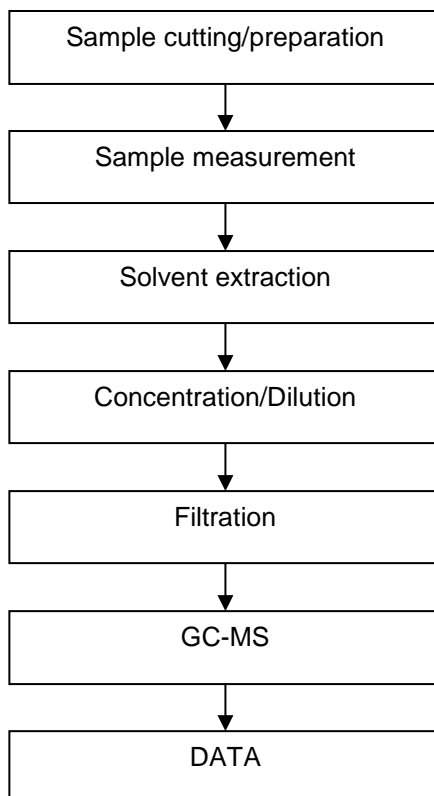 Sample cutting/preparation
Sample measurement
Solvent extraction
Concentration/Dilution
Filtration
GC-MS
DATA